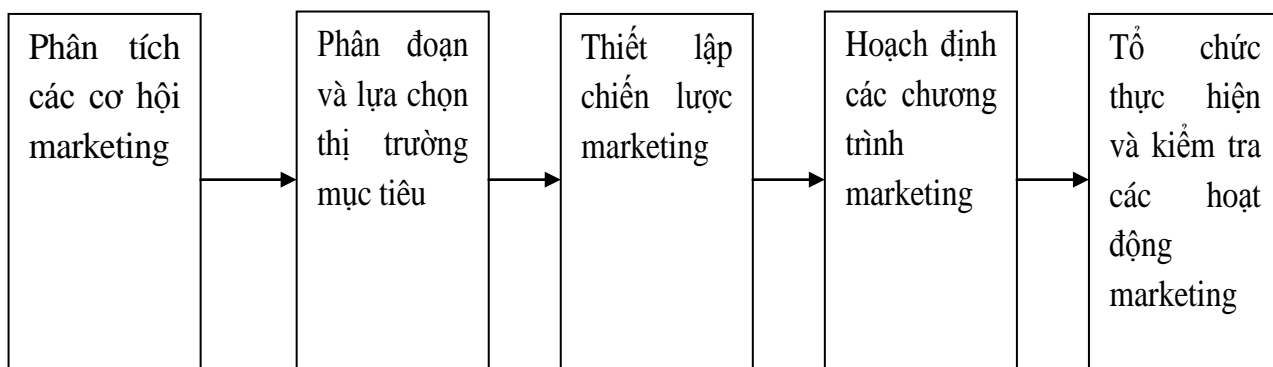 Phân tích
các cơ hội
marketing
Phân đoạn
và lựa chọn
thị trường
mục tiêu
Thiết lập
chiến lược
marketing
Hoạch định
các chương
trình
marketing
Tổ chức
thực hiện
và kiểm tra
các hoạt
động
marketing